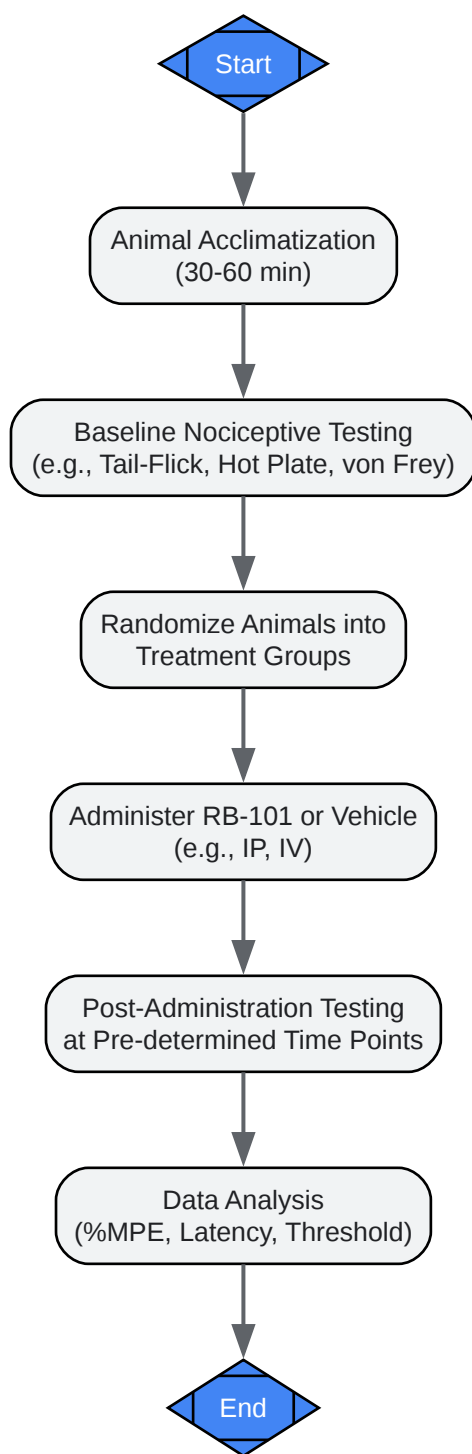 Start
Animal Acclimatization
(30-60 min)
Baseline Nociceptive Testing
(e.g., Tail-Flick, Hot Plate, von Frey)
Randomize Animals into
Treatment Groups
Administer RB-101 or Vehicle
(e.g., IP, IV)
Post-Administration Testing
at Pre-determined Time Points
Data Analysis
(%MPE, Latency, Threshold)
End